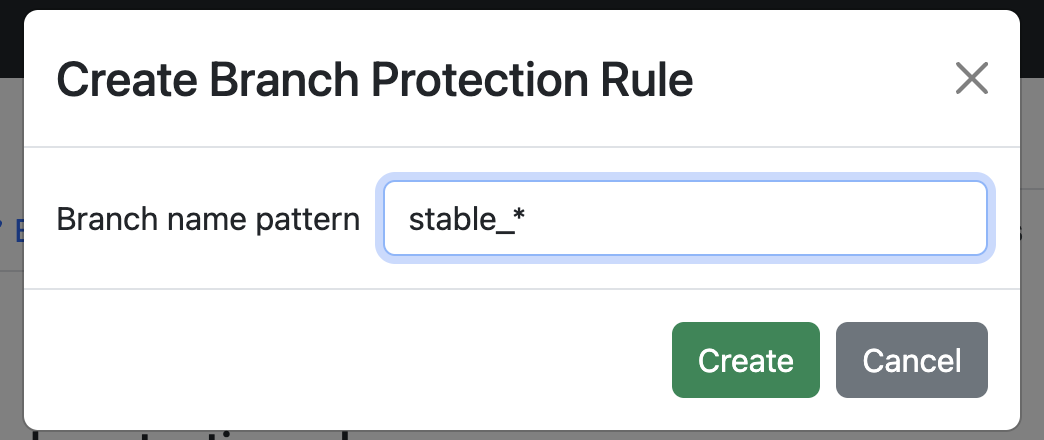 Create Branch Protection Rule
Branch name pattern
stable_*
Create
Cancel